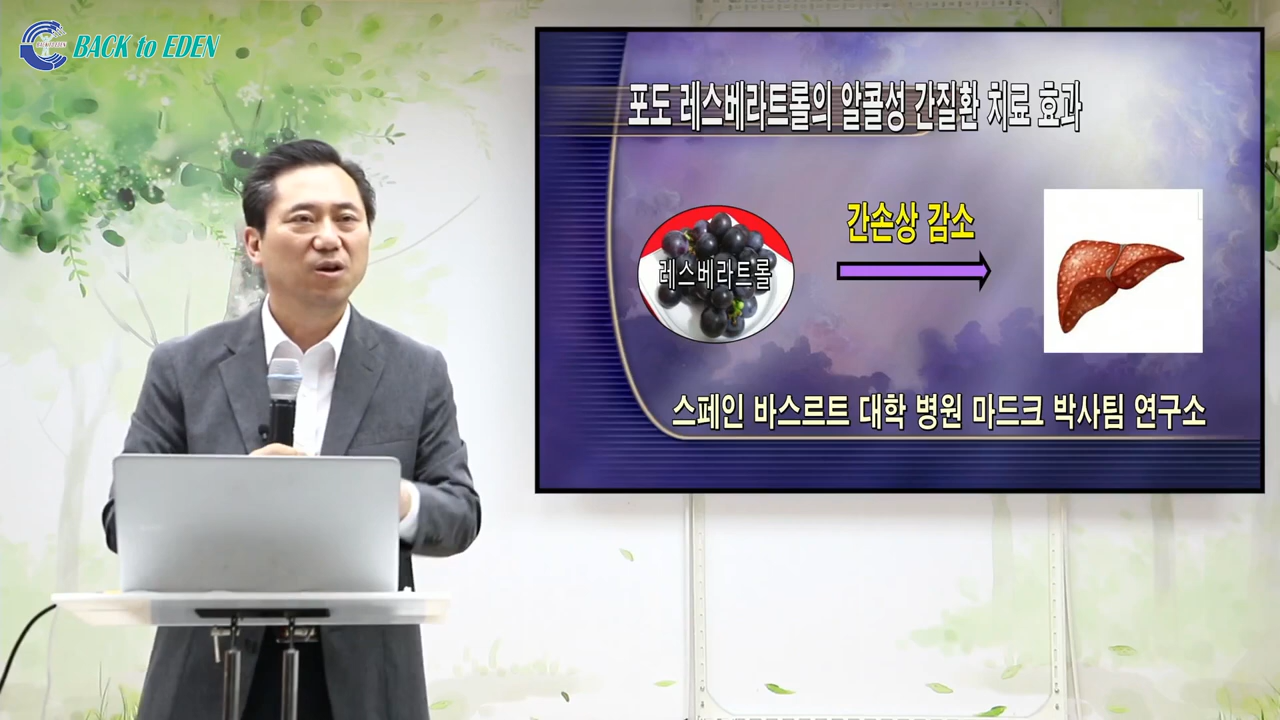 BACK to EDEN
포도 레스베라트롤의 알콜성 간질환 치료 효과
간손상 감소
레스베라트롤
스페인 바스르트 대학 병원 마드크 박사팀 연구소